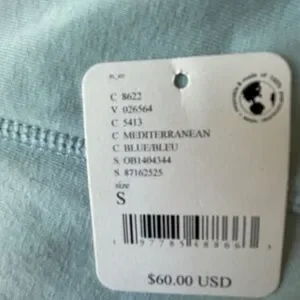 C 8622
V 026564
C 5413
C MEDITERRANEAN
C BLUE/BLEU
S. OB1404344
S. 87162525
size
S
$60.00 USD